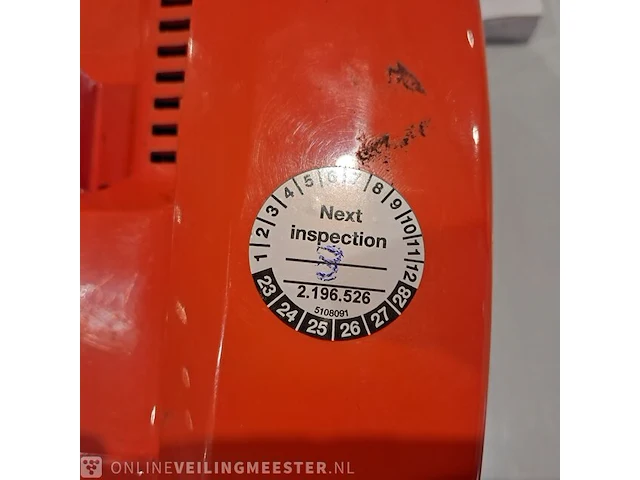 1 2 3 4 5 6 7 8 9 10 11 12
Next
inspection
2.196.526
5108091
23 24 25 26 27 28
ONLINEVEILINGMEESTER.NL